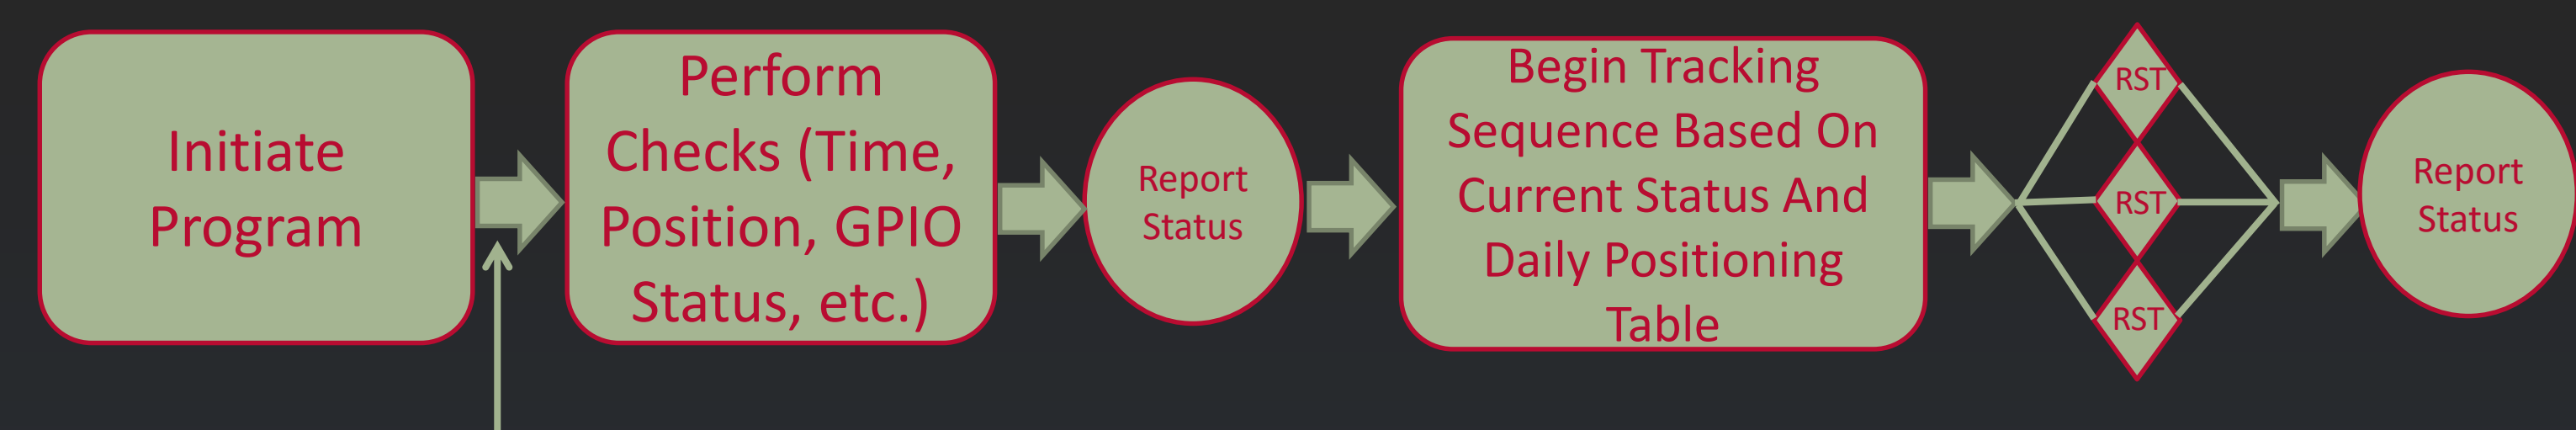 Initiate
Program
Perform
Checks (Time,
Position, GPIO
Status, etc.)
Report
Status
Begin Tracking
Sequence Based On
Current Status And
Daily Positioning
Table
RST
RST
RST
Report
Status